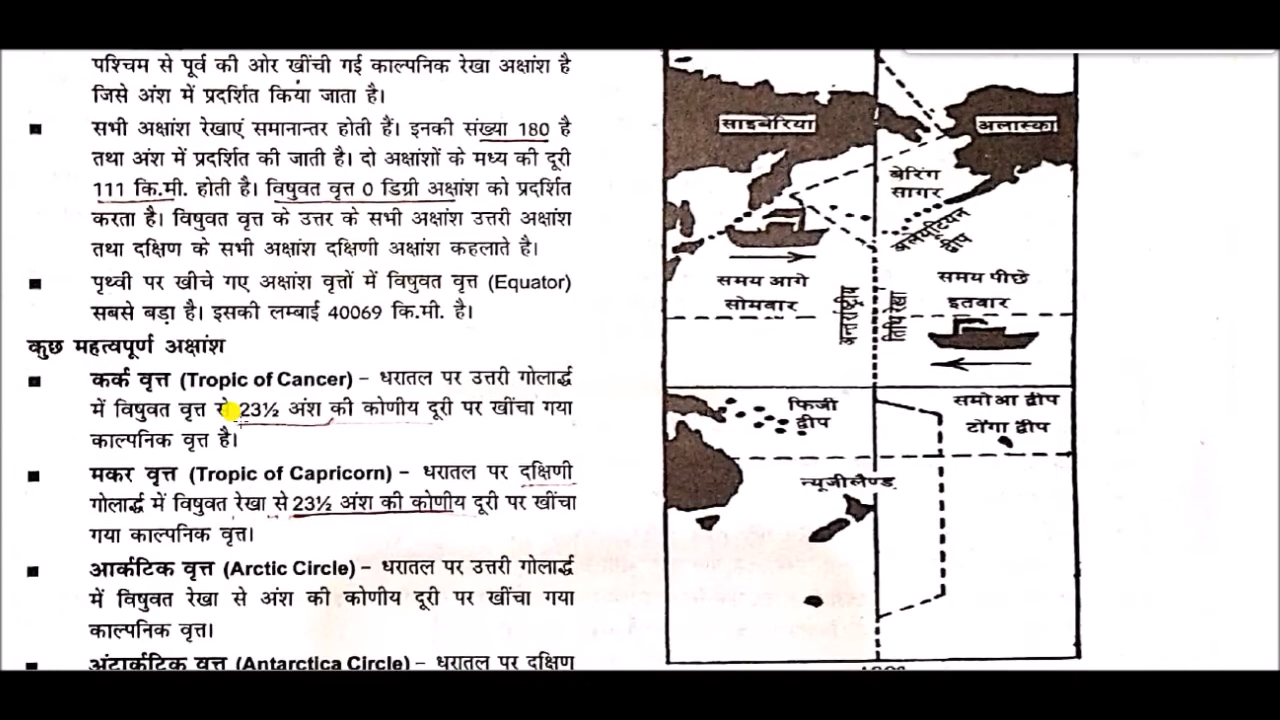 पश्चिम से पूर्व की ओर खींची गई काल्पनिक रेखा अक्षांश है
जिसे अंश में प्रदर्शित किया जाता है।
सभी अक्षांश रेखाएं समानान्तर होती हैं। इनकी संख्या 180 है
तथा अंश में प्रदर्शित की जाती है। दो अक्षांशों के मध्य की दूरी
111 कि.मी. होती है। विषुवत वृत्त 0 डिग्री अक्षांश को प्रदर्शित
करता है। विषुवत वृत्त के उत्तर के सभी अक्षांश उत्तरी अक्षांश
तथा दक्षिण के सभी अक्षांश दक्षिणी अक्षांश कहलाते है।
पृथ्वी पर खीचे गए अक्षांश वृत्तों में विषुवत वृत्त (Equator)
सबसे बड़ा है। इसकी लम्बाई 40069 कि.मी. है।
कुछ महत्वपूर्ण अक्षांश
कर्क वृत्त (Tropic of Cancer) – धरातल पर उत्तरी गोलार्द्ध
में विषुवत वृत्त से 23½ अंश की कोणीय दूरी पर खींचा गया
काल्पनिक वृत्त है।
मकर वृत्त (Tropic of Capricorn) – धरातल पर दक्षिणी
गोलार्द्ध में विषुवत रेखा से 23½ अंश की कोणीय दूरी पर खींचा
गया काल्पनिक वृत्त।
आर्कटिक वृत्त (Arctic Circle) – धरातल पर उत्तरी गोलार्द्ध
में विषुवत रेखा से अंश की कोणीय दूरी पर खींचा गया
काल्पनिक वृत्त।
अंटार्कटिक वृत्त (Antarctica Circle) – धरातल पर दक्षिण
साइबेरिया
अलास्का
बेरिंग
सागर
अलयूटियन
द्वीप
समय आगे
सोमवार
अन्तर्राष्ट्रीय
तिथि रेखा
समय पीछे
इतवार
फिजी
द्वीप
समोआ द्वीप
टोंगा द्वीप
न्यूजीलैण्ड